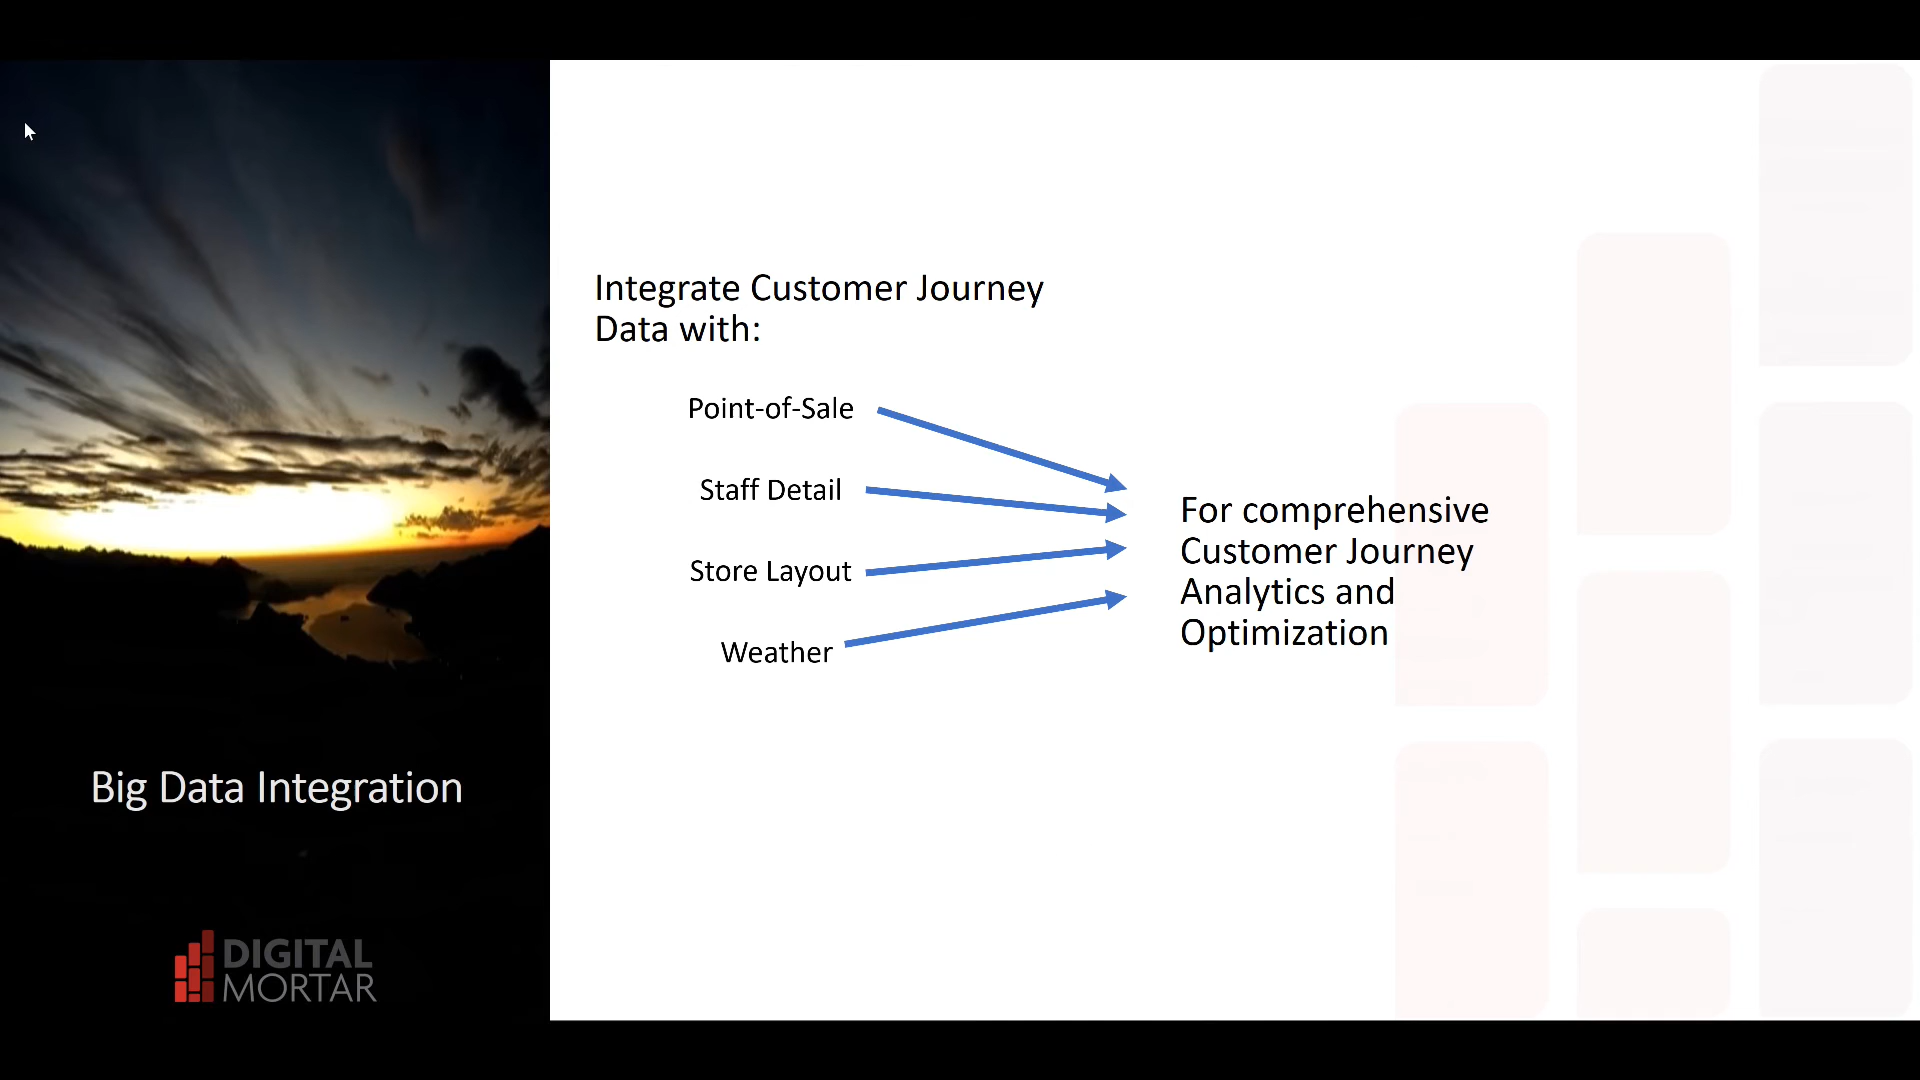 Integrate Customer Journey
Data with:
Point-of-Sale
Staff Detail
Store Layout
Weather
For comprehensive
Customer Journey
Analytics and
Optimization
Big Data Integration
DIGITAL
MORTAR